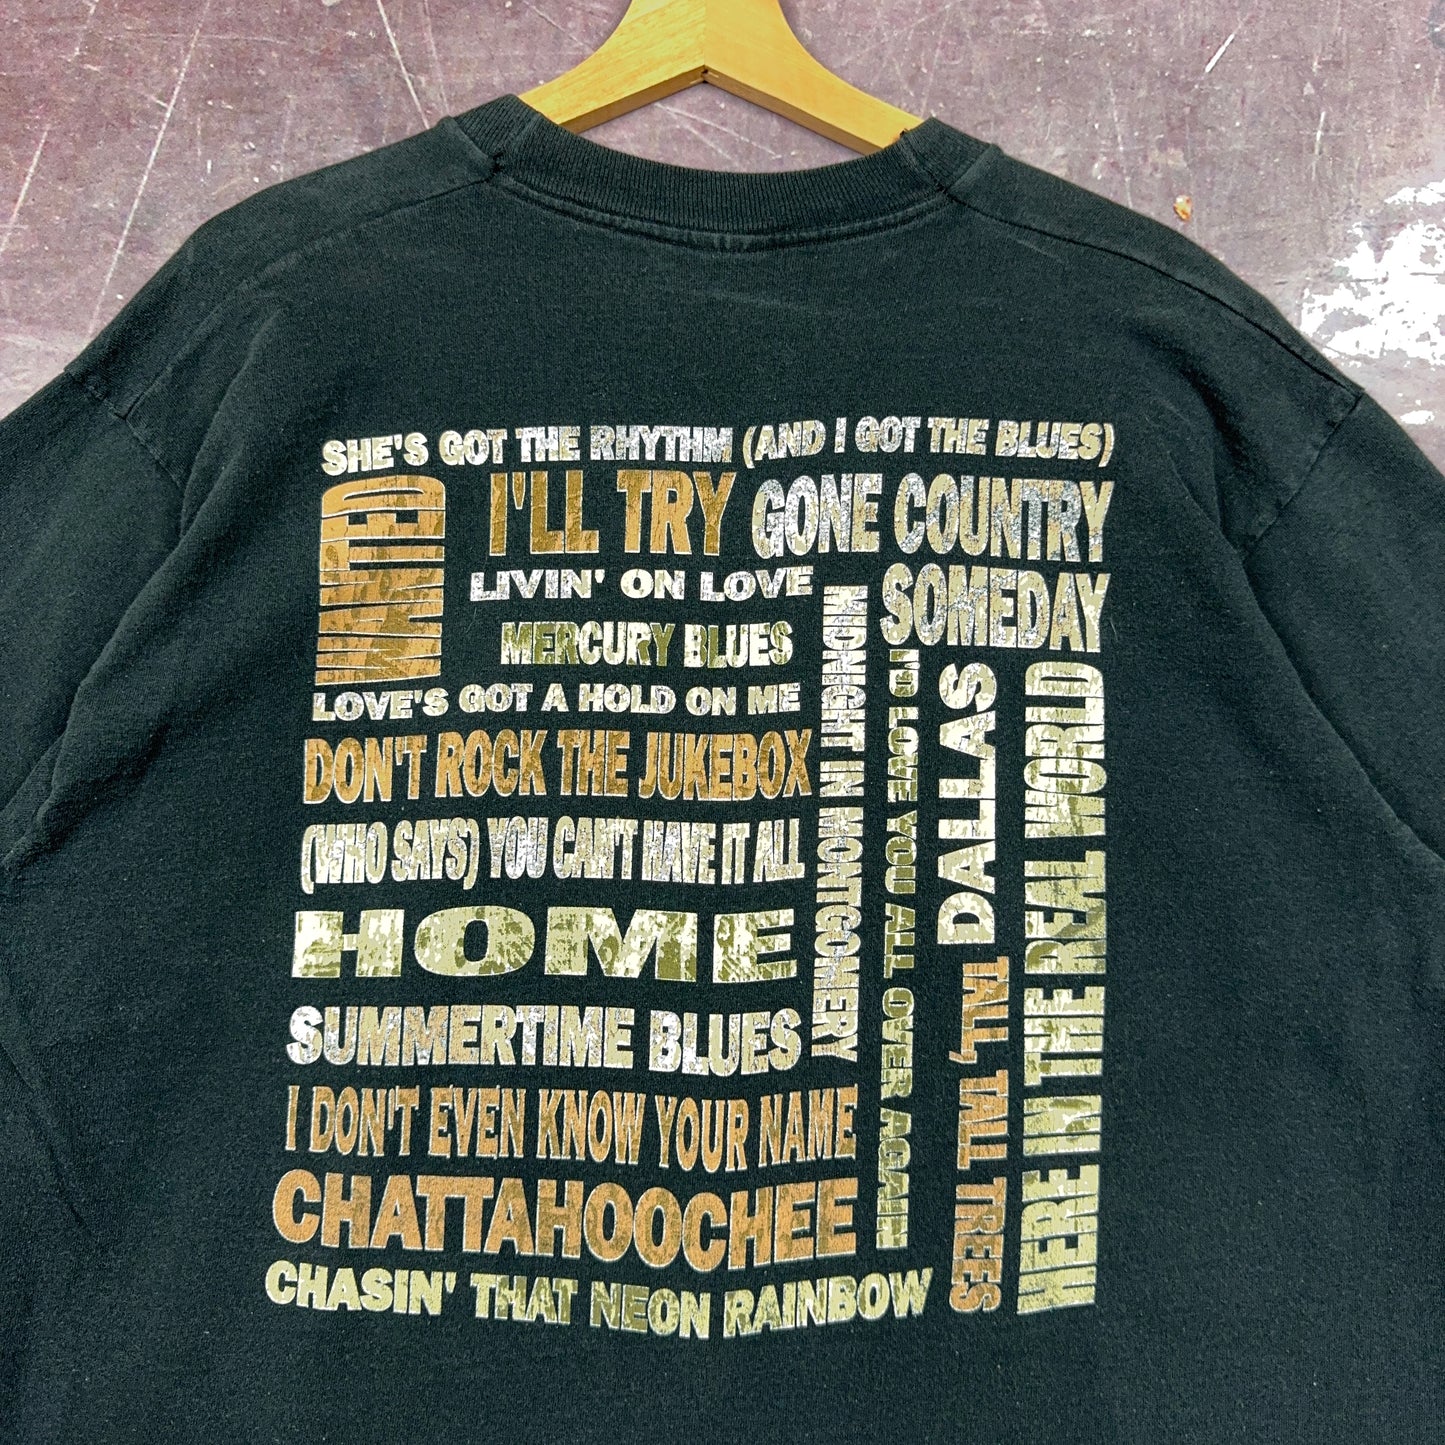 SHE'S GOT THE RHYTHM (AND I GOT THE BLUES)
WANTED
I'LL TRY
GONE COUNTRY
LIVIN' ON LOVE
SOMEDAY
MERCURY BLUES
LOVE'S GOT A HOLD ON ME
DON'T ROCK THE JUKEBOX
(WHO SAYS) YOU CAN'T HAVE IT ALL
HOME
SUMMERTIME BLUES
I DON'T EVEN KNOW YOUR NAME
CHATTAHOOCHEE
CHASIN' THAT NEON RAINBOW
MIDNIGHT IN MONTGOMERY
I'D LOVE YOU ALL OVER AGAIN
DALLAS
TALL, TALL TREES
HERE IN THE REAL WORLD